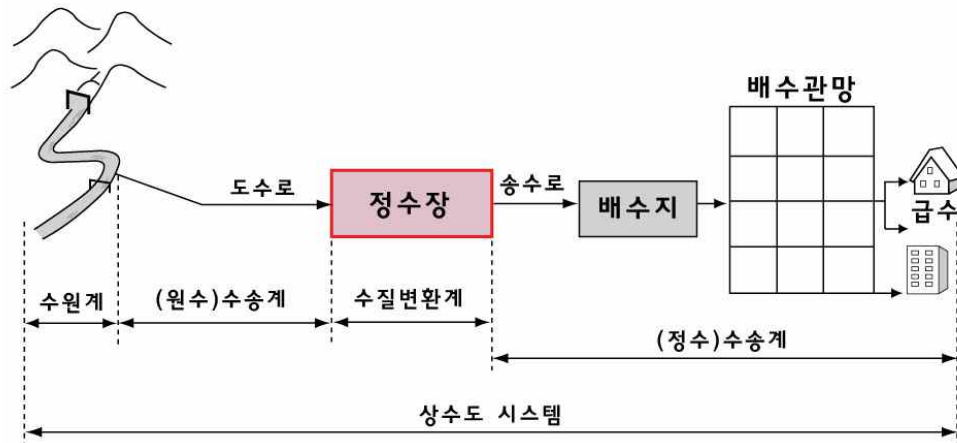 배수관망
도수로
정수장
송수로
배수지
급수
수원계
(원수)수송계
수질변환계
(정수)수송계
상수도 시스템